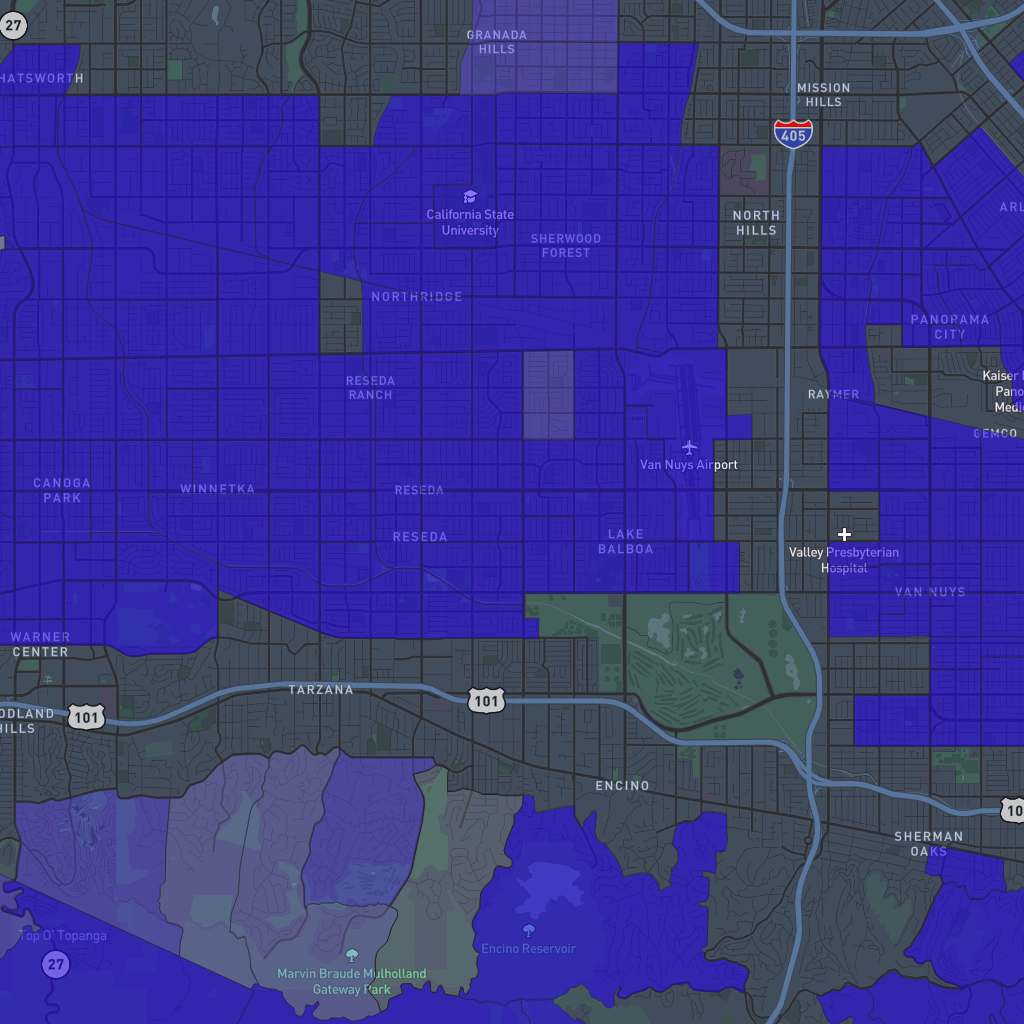 27
GRANADA
HILLS
HATSWORTH
MISSION
HILLS
405
California State
University
NORTH
HILLS
ARL
SHERWOOD
FOREST
NORTHRIDGE
PANORAMA
CITY
RESEDA
RANCH
Kaiser
Pano
Medi
RAYMER
GEMCO
Van Nuys Airport
CANOGA
PARK
WINNETKA
RESEDA
RESEDA
LAKE
BALBOA
Valley Presbyterian
Hospital
VAN NUYS
WARNER
CENTER
TARZANA
101
101
ODLAND
HILLS
ENCINO
10
SHERMAN
OAKS
Top O' Topanga
27
Encino Reservoir
Marvin Braude Mulholland
Gateway Park